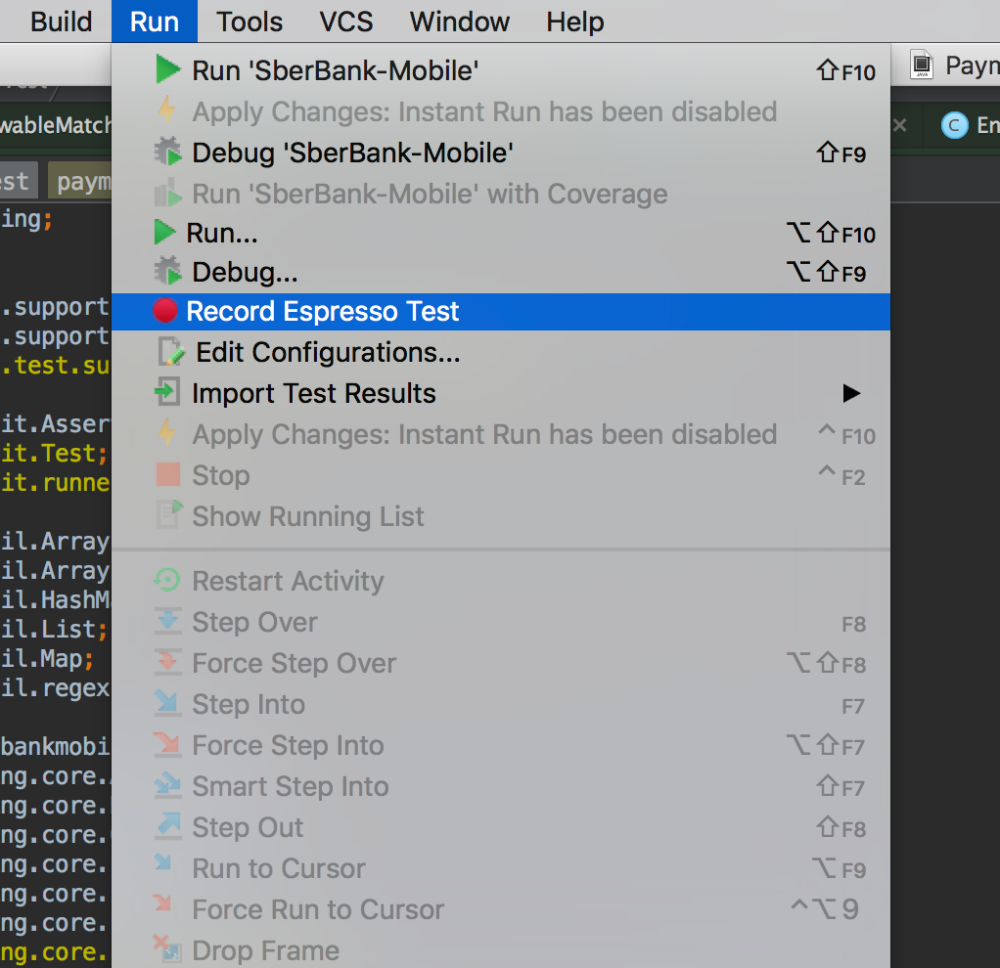 Build Run Tools VCS Window Help
Run 'SberBank-Mobile' ⇧F10
Paym
Apply Changes: Instant Run has been disabled
wableMatch × C En
Debug 'SberBank-Mobile' ⇧F9
est paym
Run 'SberBank-Mobile' with Coverage
ing;
Run... ⌥⇧F10
Debug... ⌥⇧F9
.support
Record Espresso Test
.support
Edit Configurations...
.test.su
Import Test Results ▶
it.Asser
Apply Changes: Instant Run has been disabled ^F10
it.Test;
Stop ^F2
it.runne
Show Running List
il.Array
il.Array
Restart Activity
il.HashM
Step Over F8
il.List;
il.Map;
Force Step Over ⌥⇧F8
il.regex
Step Into F7
bankmobi
Force Step Into ⌥⇧F7
ng.core.
Smart Step Into ⇧F7
ng.core.
ng.core.
Step Out ⇧F8
ng.core.
Run to Cursor ⌥F9
ng.core.
Force Run to Cursor ^⌥9
ng.core.
ng.core.
Drop Frame